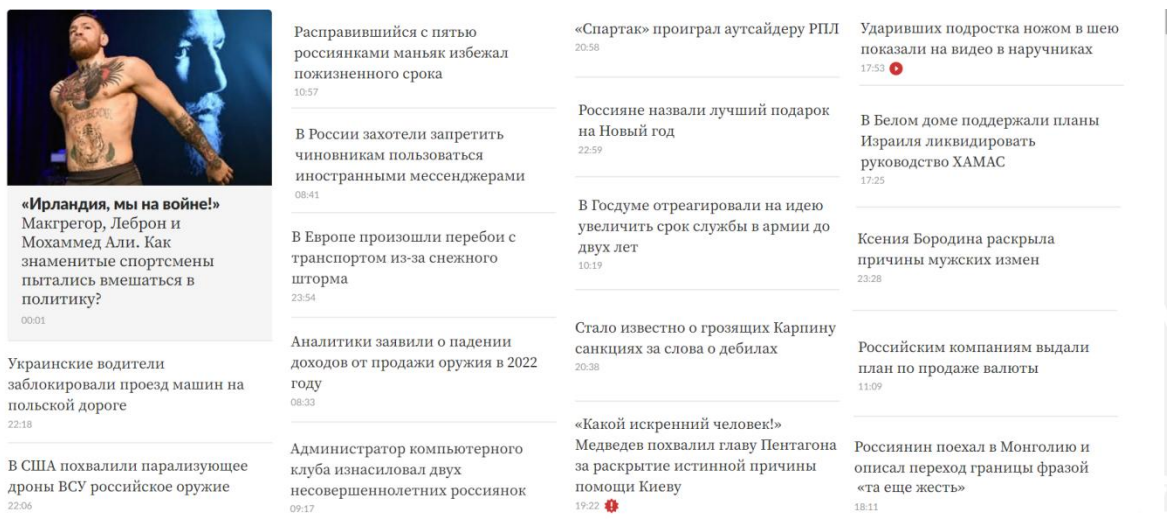 «Ирландия, мы на войне!»
Макгрегор, Леброн и
Мохаммед Али. Как
знаменитые спортсмены
пытались вмешаться в
политику?
00:01
Украинские водители
заблокировали проезд машин на
польской дороге
22:18
В США похвалили парализующее
дроны ВСУ российское оружие
22:06
Расправившийся с пятью
россиянками маньяк избежал
пожизненного срока
10:57
В России захотели запретить
чиновникам пользоваться
иностранными мессенджерами
08:41
В Европе произошли перебои с
транспортом из-за снежного
шторма
23:54
Аналитики заявили о падении
доходов от продажи оружия в 2022
году
08:33
Администратор компьютерного
клуба изнасиловал двух
несовершеннолетних россиянок
09:17
«Спартак» проиграл аутсайдеру РПЛ
20:58
Россияне назвали лучший подарок
на Новый год
22:59
В Госдуме отреагировали на идею
увеличить срок службы в армии до
двух лет
10:19
Стало известно о грозящих Карпину
санкциях за слова о дебилах
20:38
«Какой искренний человек!»
Медведев похвалил главу Пентагона
за раскрытие истинной причины
помощи Киеву
19:22
Ударивших подростка ножом в шею
показали на видео в наручниках
17:53
В Белом доме поддержали планы
Израиля ликвидировать
руководство ХАМАС
17:25
Ксения Бородина раскрыла
причины мужских измен
23:28
Российским компаниям выдали
план по продаже валюты
11:09
Россиянин поехал в Монголию и
описал переход границы фразой
«та еще жесть»
18:11